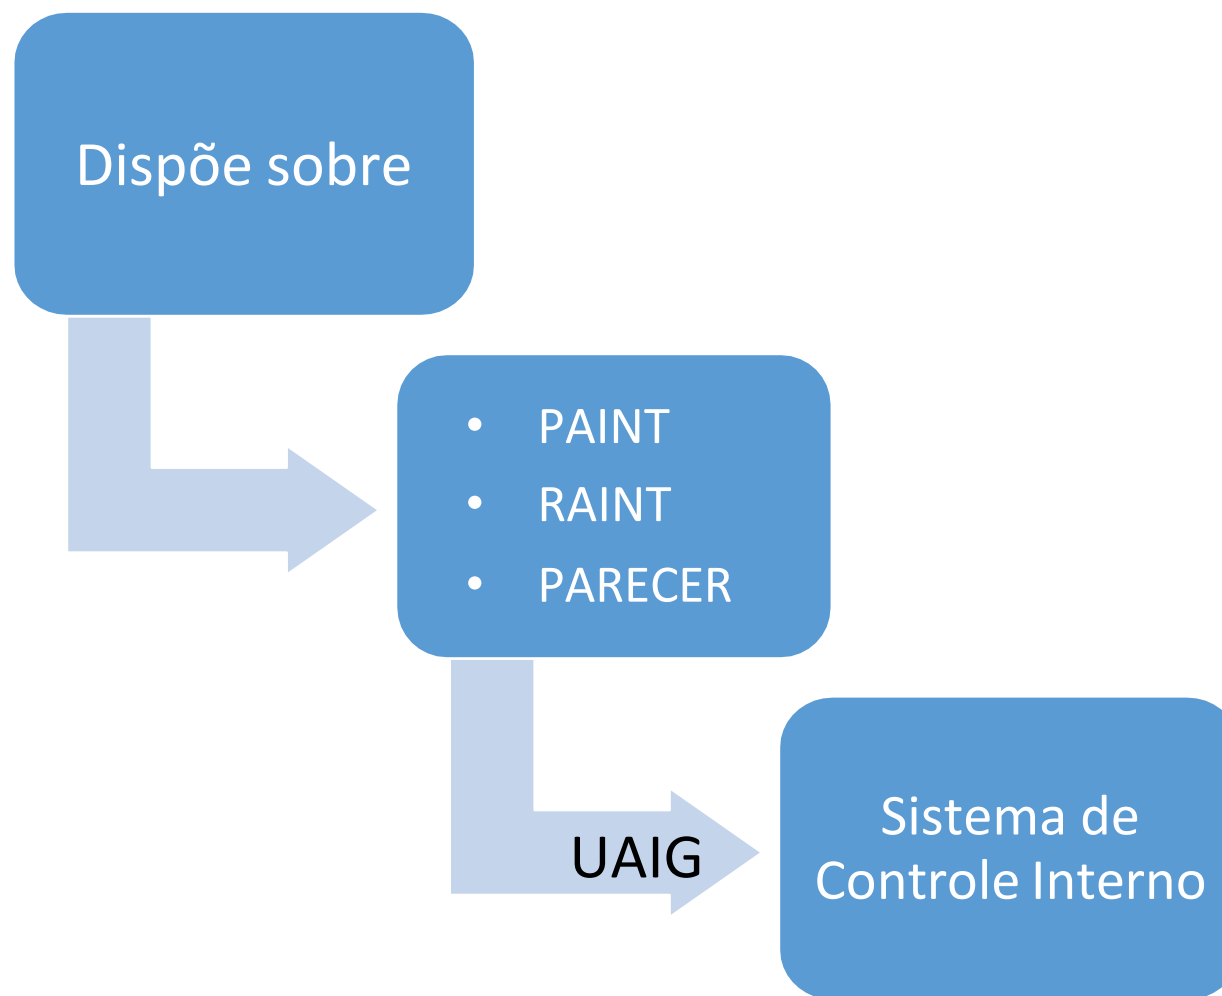 Dispõe sobre
• PAINT
• RAINT
• PARECER
UAIG
Sistema de
Controle Interno